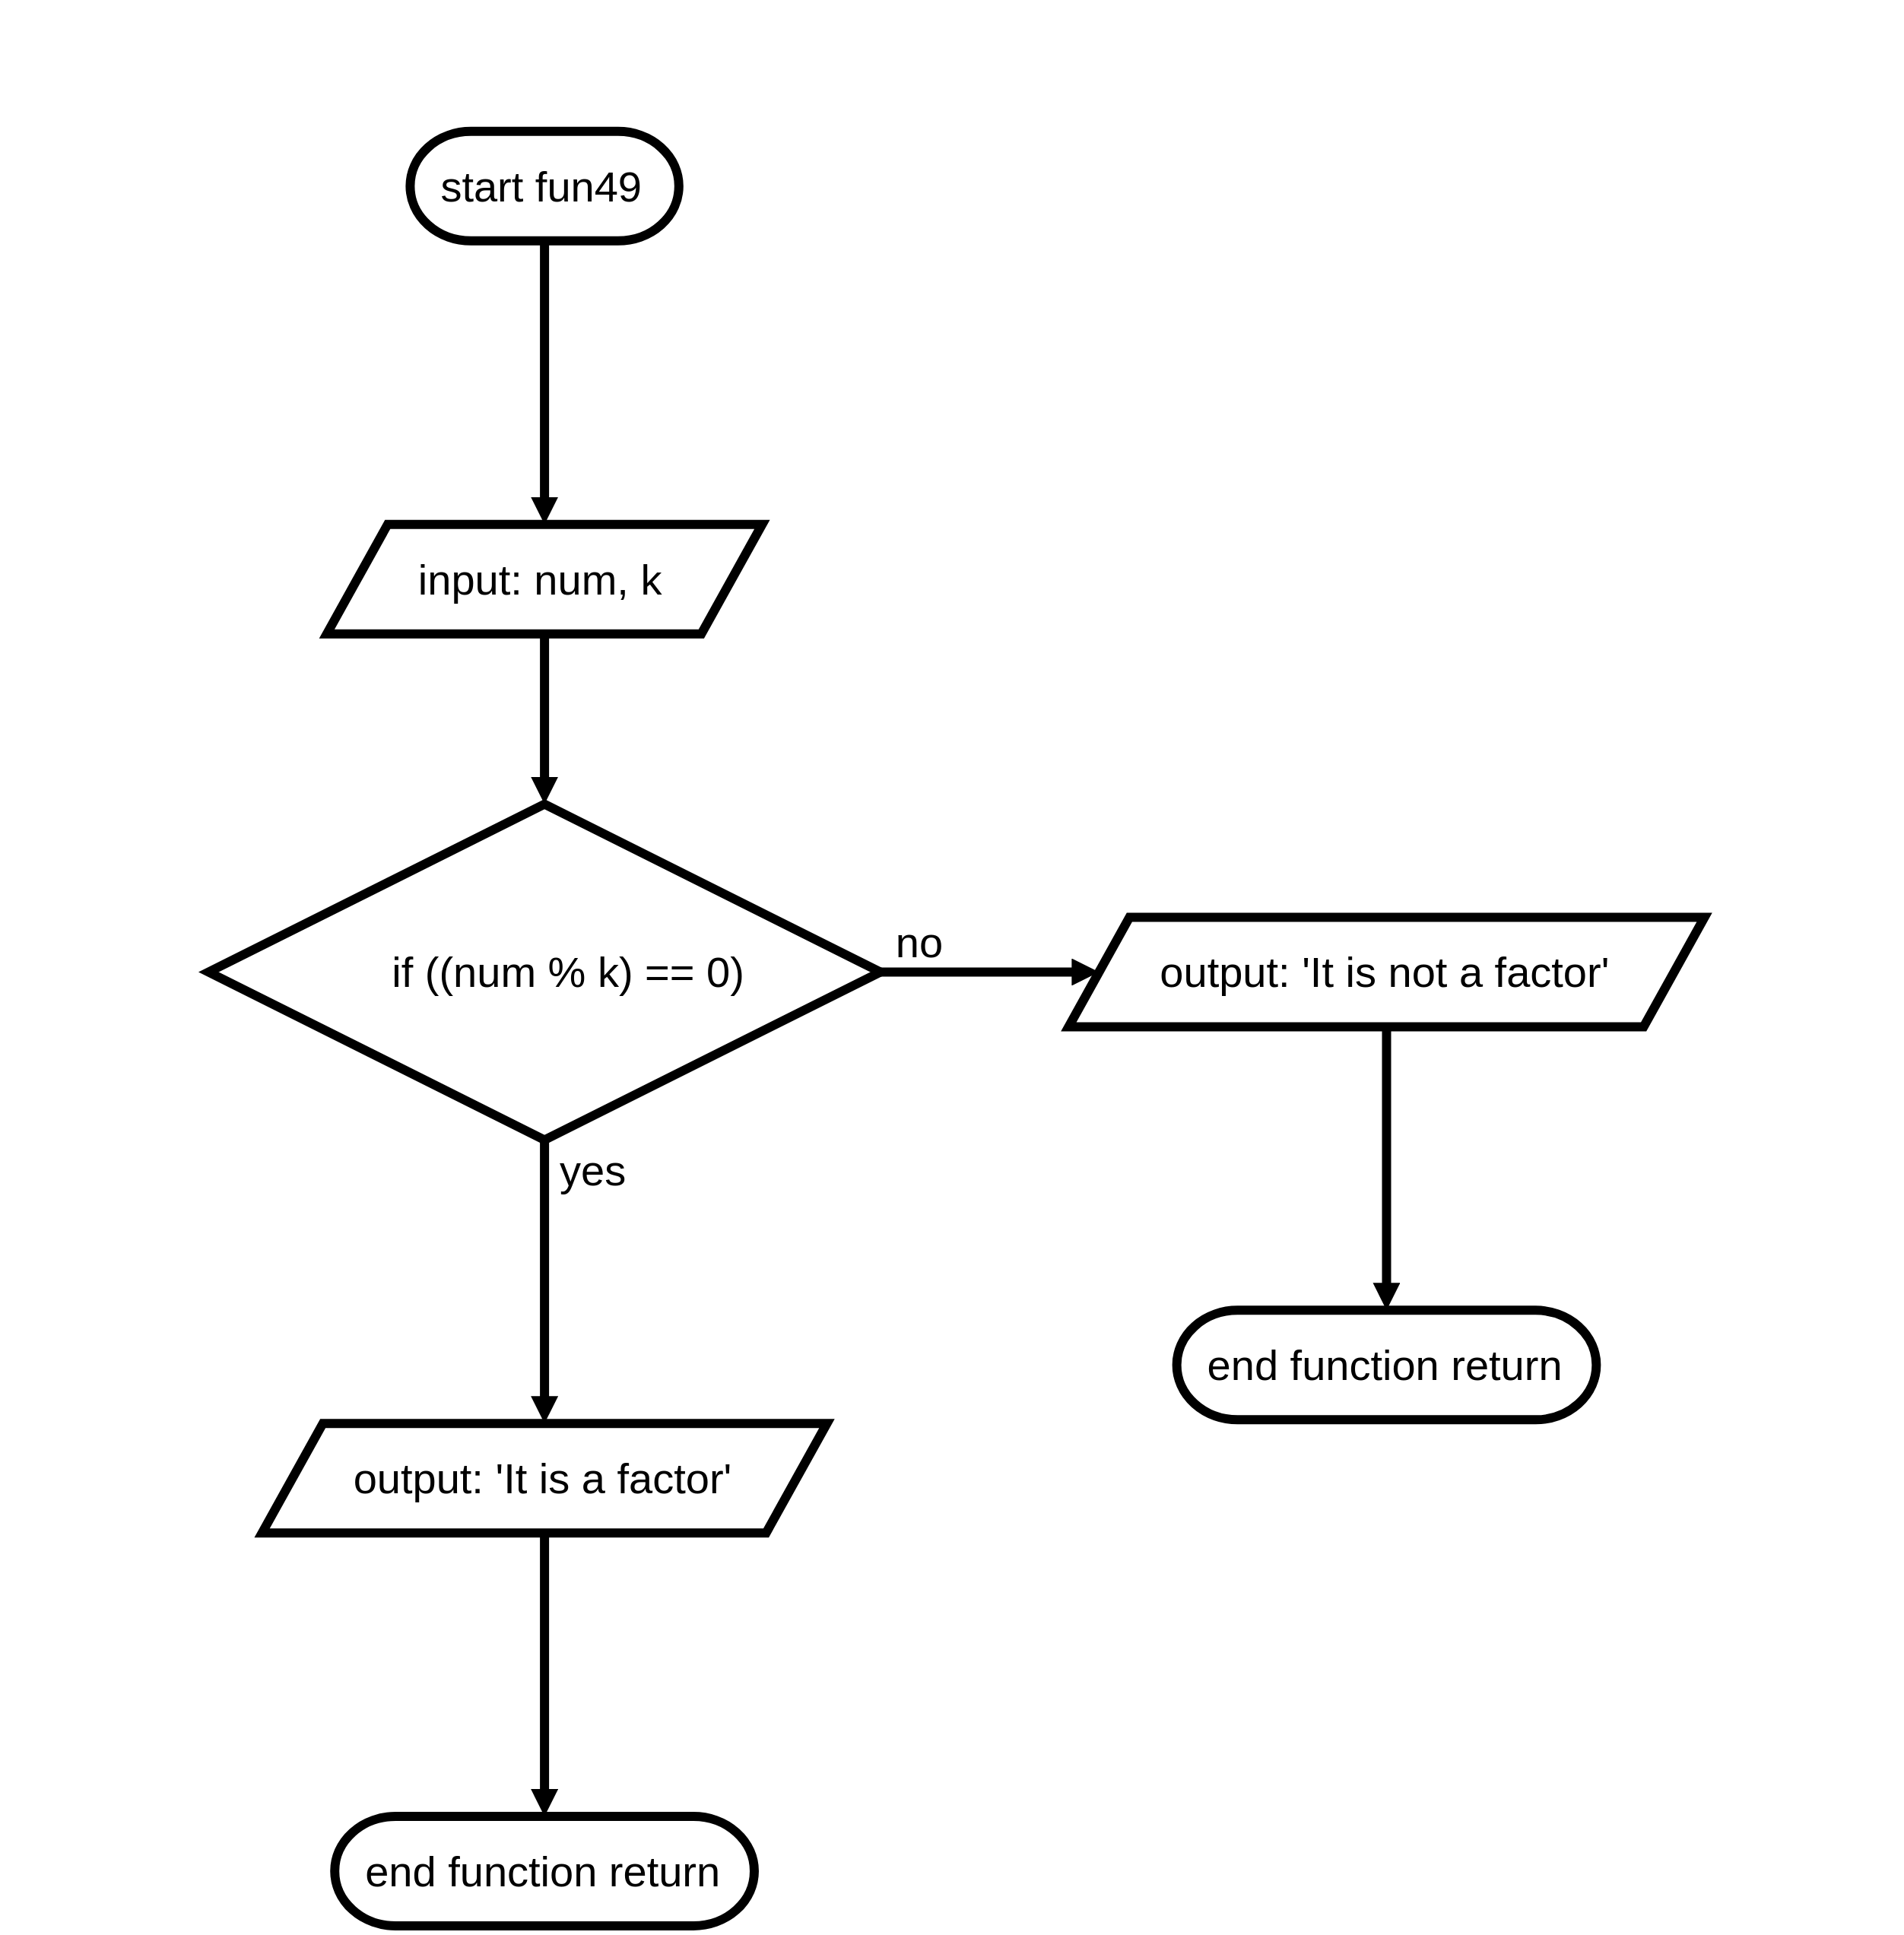 start fun49
input: num, k
if ((num % k) == 0)
no
output: 'It is not a factor'
yes
end function return
output: 'It is a factor'
end function return